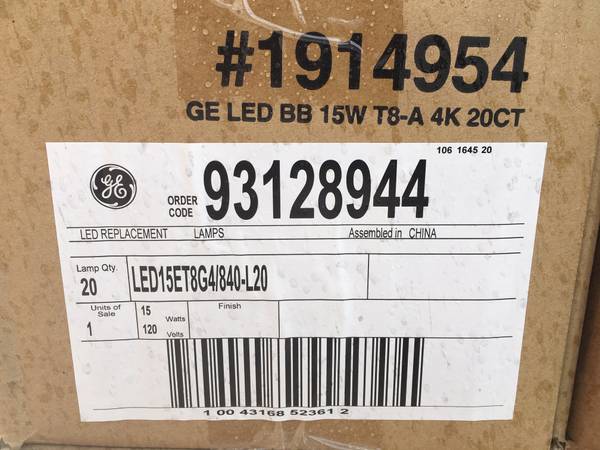 #1914954
GE LED BB 15W T8-A 4K 20CT
106 1645 20
GE
ORDER CODE 93128944
LED REPLACEMENT LAMPS Assembled in CHINA
Lamp Qty. 20 LED15ET8G4/840-L20
Units of Sale 1 15 Watts 120 Volts Finish
1 00 43168 52361 2